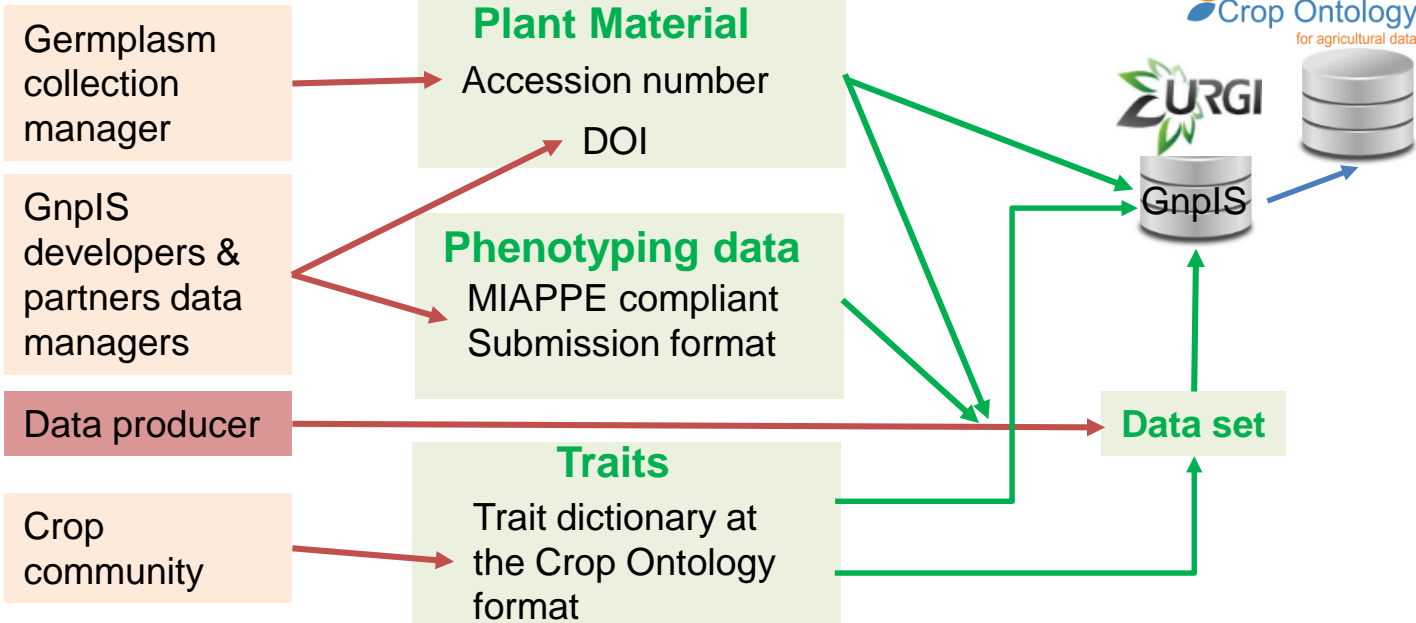 Germplasm
collection
manager
GnpIS
developers &
partners data
managers
Data producer
Crop
community
Plant Material
Accession number
DOI
Phenotyping data
MIAPPE compliant
Submission format
Traits
Trait dictionary at
the Crop Ontology
format
Crop Ontology
for agricultural data
URGI
GnpIS
Data set